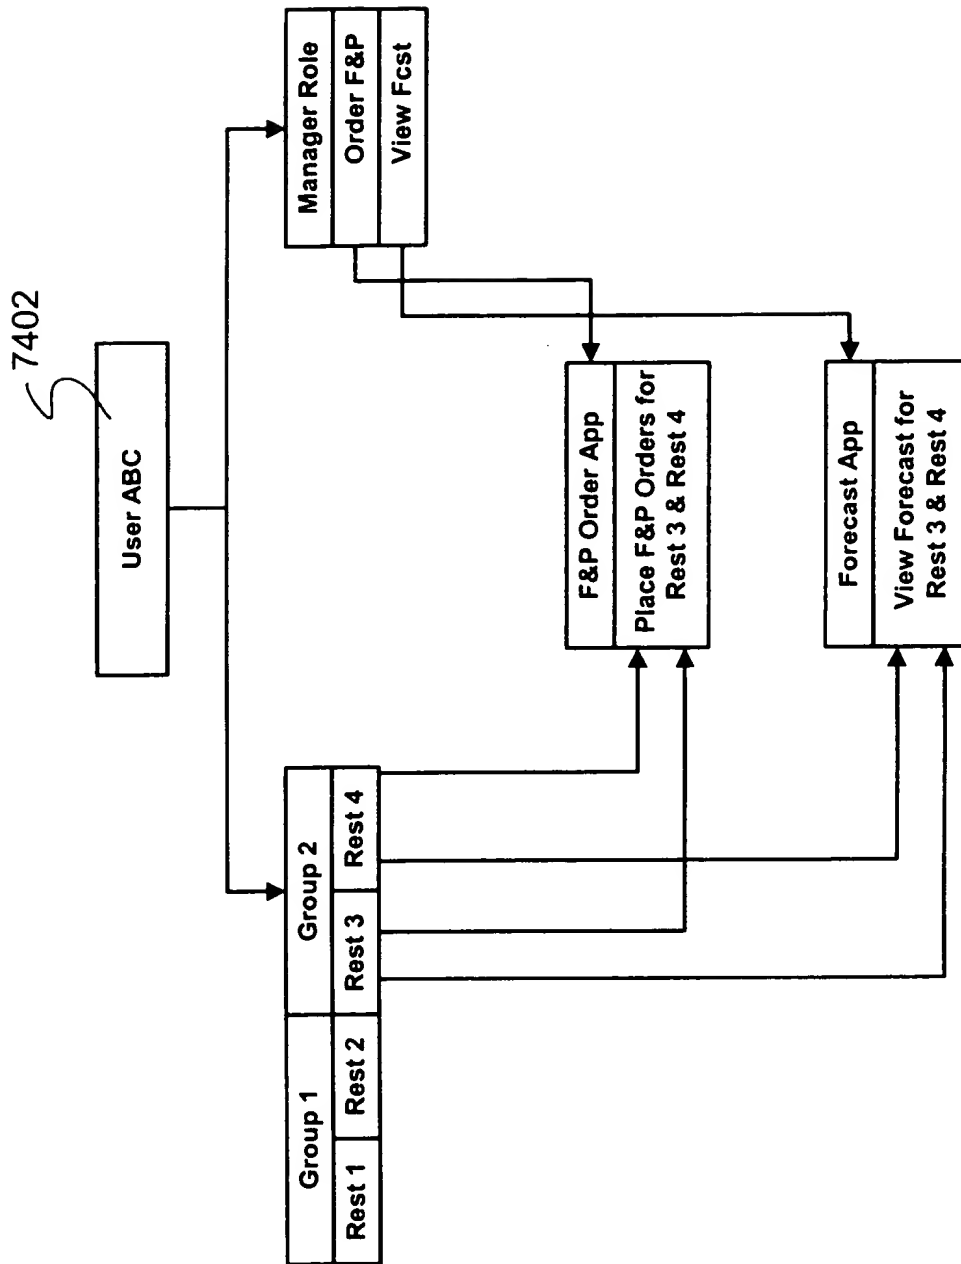 7402
User ABC
Group 1
Group 2
Manager Role
Rest 1
Rest 2
Rest 3
Rest 4
Order F&P
View Fcst
F&P Order App
Place F&P Orders for
Rest 3 & Rest 4
Forecast App
View Forecast for
Rest 3 & Rest 4